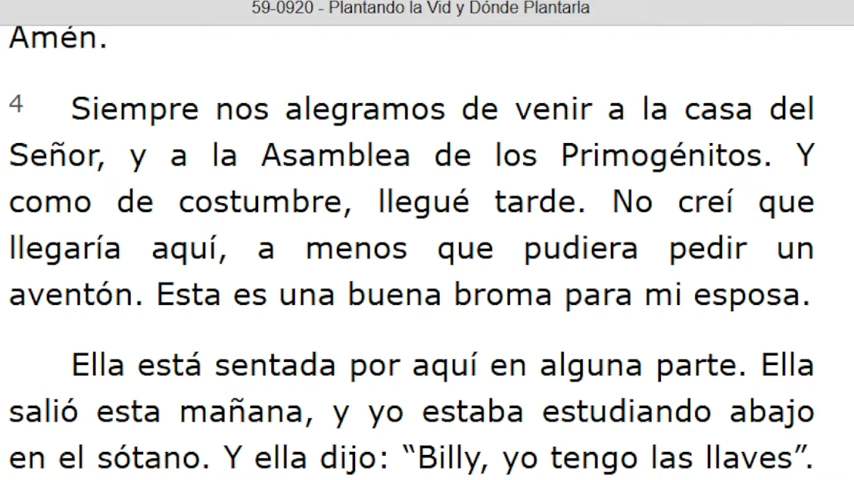 59-0920 - Plantando la Vid y Dónde Plantarla
Amén.
4 Siempre nos alegramos de venir a la casa del
Señor, y a la Asamblea de los Primogénitos. Y
como de costumbre, llegué tarde. No creí que
llegaría aquí, a menos que pudiera pedir un
aventón. Esta es una buena broma para mi esposa.
Ella está sentada por aquí en alguna parte. Ella
salió esta mañana, y yo estaba estudiando abajo
en el sótano. Y ella dijo: “Billy, yo tengo las llaves”.